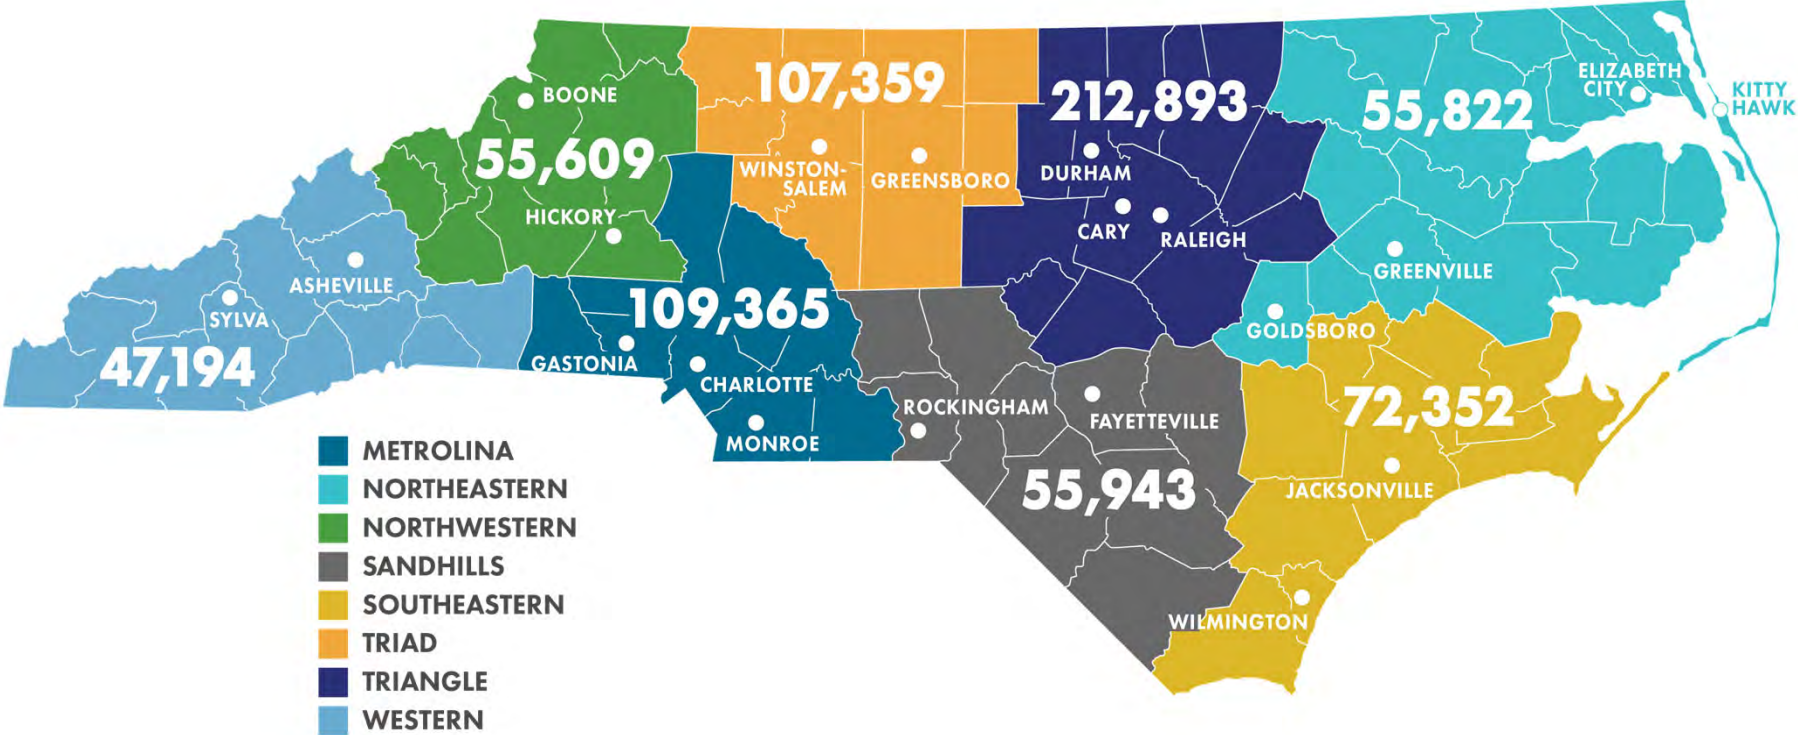 107,359
212,893
55,822
ELIZABETH
CITY
KITTY
HAWK
BOONE
55,609
WINSTON-
SALEM
GREENSBORO
DURHAM
HICKORY
CARY
RALEIGH
GREENVILLE
ASHEVILLE
SYLVA
109,365
GOLDSBORO
47,194
GASTONIA
CHARLOTTE
ROCKINGHAM
FAYETTEVILLE
72,352
MONROE
55,943
JACKSONVILLE
WILMINGTON
METROLINA
NORTHEASTERN
NORTHWESTERN
SANDHILLS
SOUTHEASTERN
TRIAD
TRIANGLE
WESTERN